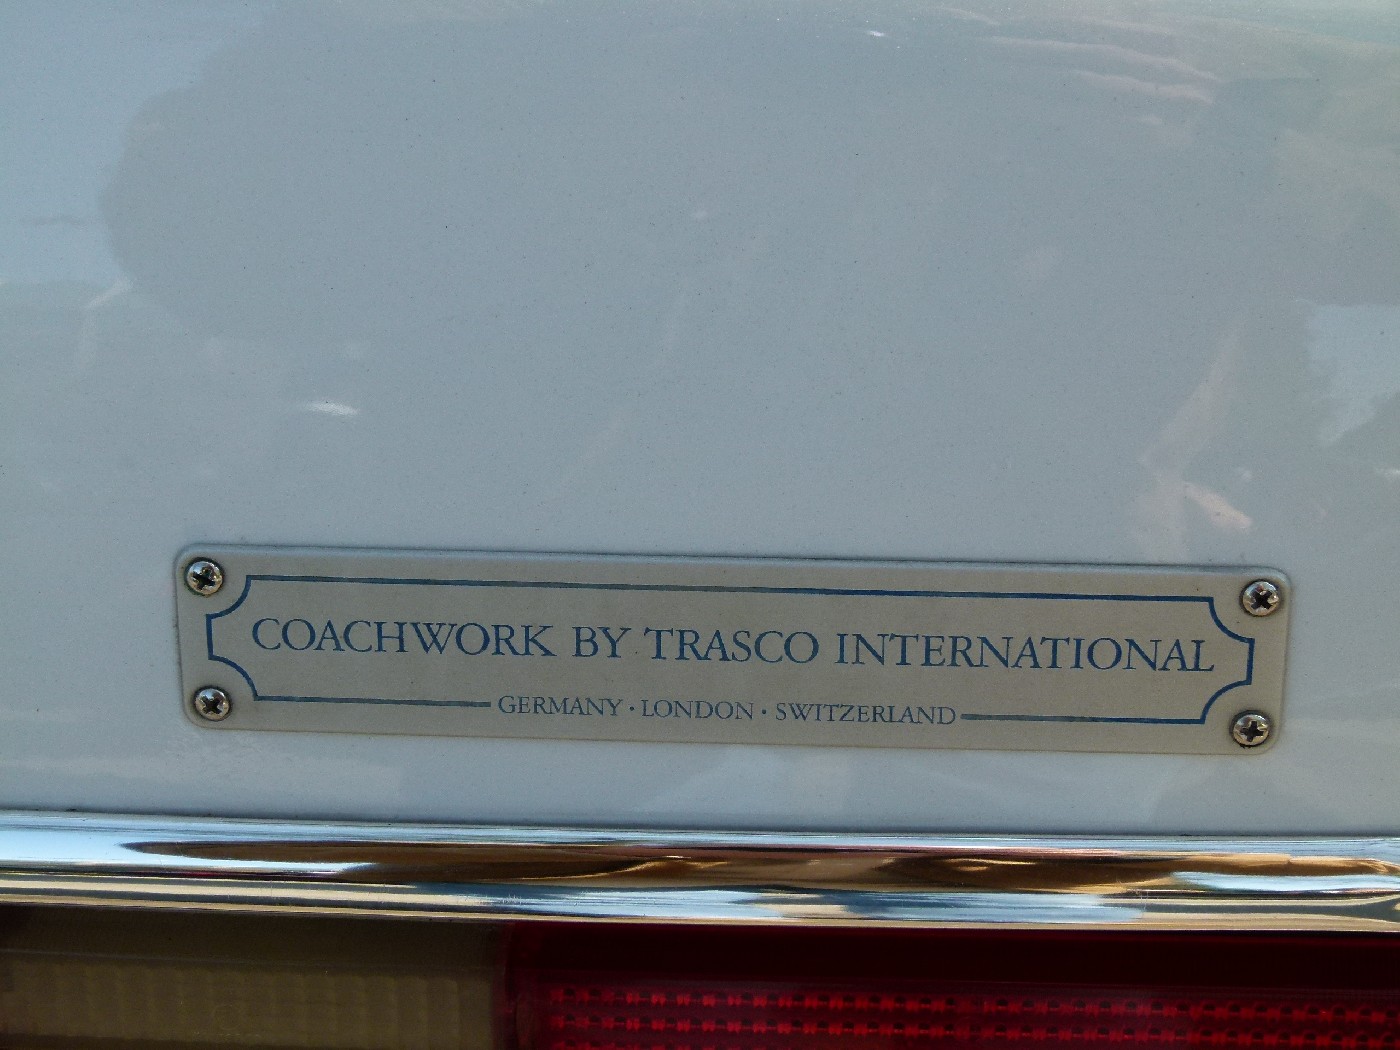 COACHWORK BY TRASCO INTERNATIONAL
GERMANY · LONDON · SWITZERLAND